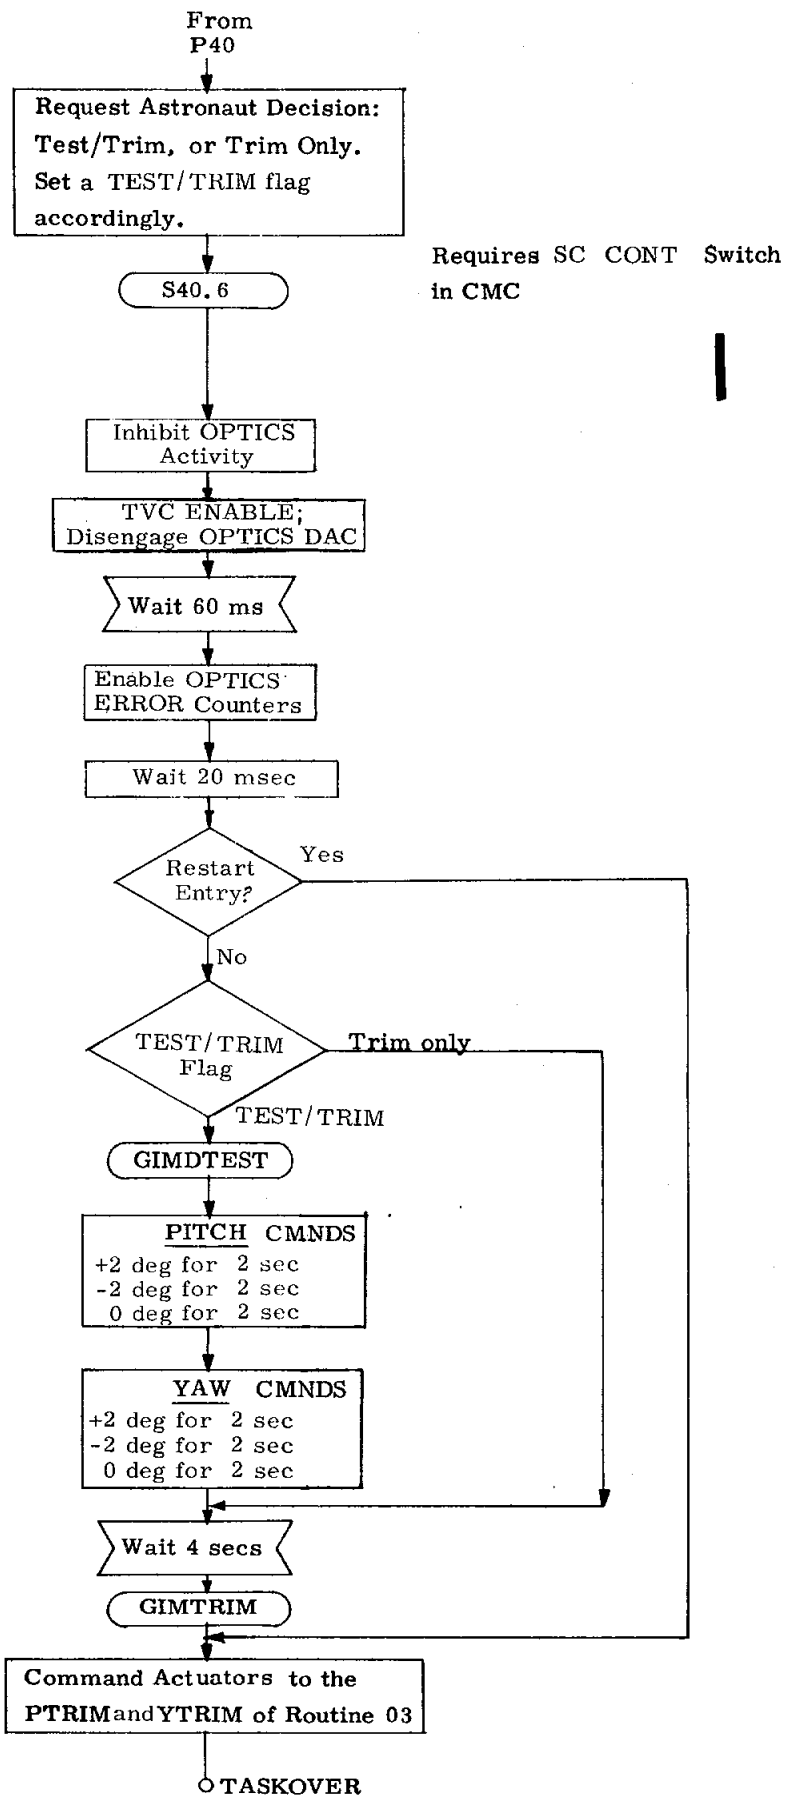 From
P40
Request Astronaut Decision:
Test/Trim, or Trim Only.
Set a TEST/TRIM flag
accordingly.
Requires SC CONT Switch
in CMC
S40.6
Inhibit OPTICS
Activity
TVC ENABLE;
Disengage OPTICS DAC
Wait 60 ms
Enable OPTICS
ERROR Counters
Wait 20 msec
Restart
Entry?
Yes
No
TEST/TRIM
Flag
Trim only
TEST/TRIM
GIMDTEST
PITCH CMNDS
+2 deg for 2 sec
-2 deg for 2 sec
0 deg for 2 sec
YAW CMNDS
+2 deg for 2 sec
-2 deg for 2 sec
0 deg for 2 sec
Wait 4 secs
GIMTRIM
Command Actuators to the
PTRIM and YTRIM of Routine 03
TASKOVER